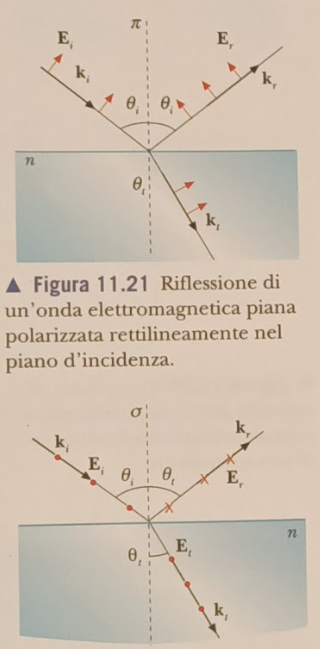 π
E_i
E_r
k_i
k_r
θ_i θ_i
n
θ_t
k_t
▲ Figura 11.21 Riflessione di
un'onda elettromagnetica piana
polarizzata rettilineamente nel
piano d'incidenza.
σ
k_i
k_r
E_i
θ_i θ_t
E_r
n
θ_t
E_t
k_t